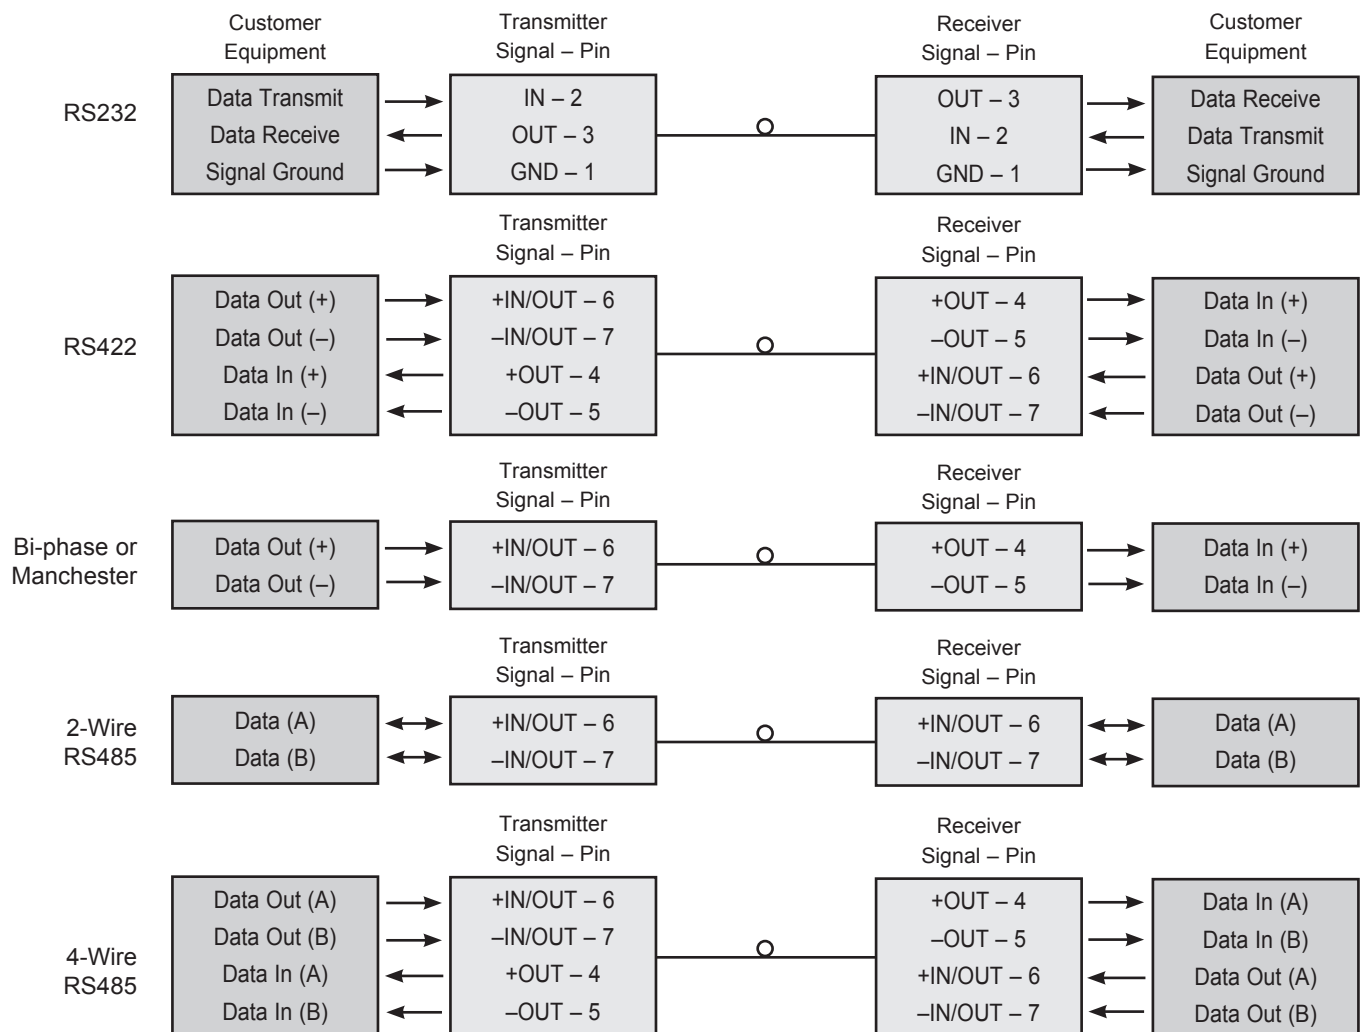 Customer
Equipment
Transmitter
Signal – Pin
Receiver
Signal – Pin
Customer
Equipment
RS232
Data Transmit
Data Receive
Signal Ground
IN – 2
OUT – 3
GND – 1
OUT – 3
IN – 2
GND – 1
Data Receive
Data Transmit
Signal Ground
Transmitter
Signal – Pin
Receiver
Signal – Pin
RS422
Data Out (+)
Data Out (–)
Data In (+)
Data In (–)
+IN/OUT – 6
–IN/OUT – 7
+OUT – 4
–OUT – 5
+OUT – 4
–OUT – 5
+IN/OUT – 6
–IN/OUT – 7
Data In (+)
Data In (–)
Data Out (+)
Data Out (–)
Transmitter
Signal – Pin
Receiver
Signal – Pin
Bi-phase or
Manchester
Data Out (+)
Data Out (–)
+IN/OUT – 6
–IN/OUT – 7
+OUT – 4
–OUT – 5
Data In (+)
Data In (–)
Transmitter
Signal – Pin
Receiver
Signal – Pin
2-Wire
RS485
Data (A)
Data (B)
+IN/OUT – 6
–IN/OUT – 7
+IN/OUT – 6
–IN/OUT – 7
Data (A)
Data (B)
Transmitter
Signal – Pin
Receiver
Signal – Pin
4-Wire
RS485
Data Out (A)
Data Out (B)
Data In (A)
Data In (B)
+IN/OUT – 6
–IN/OUT – 7
+OUT – 4
–OUT – 5
+OUT – 4
–OUT – 5
+IN/OUT – 6
–IN/OUT – 7
Data In (A)
Data In (B)
Data Out (A)
Data Out (B)